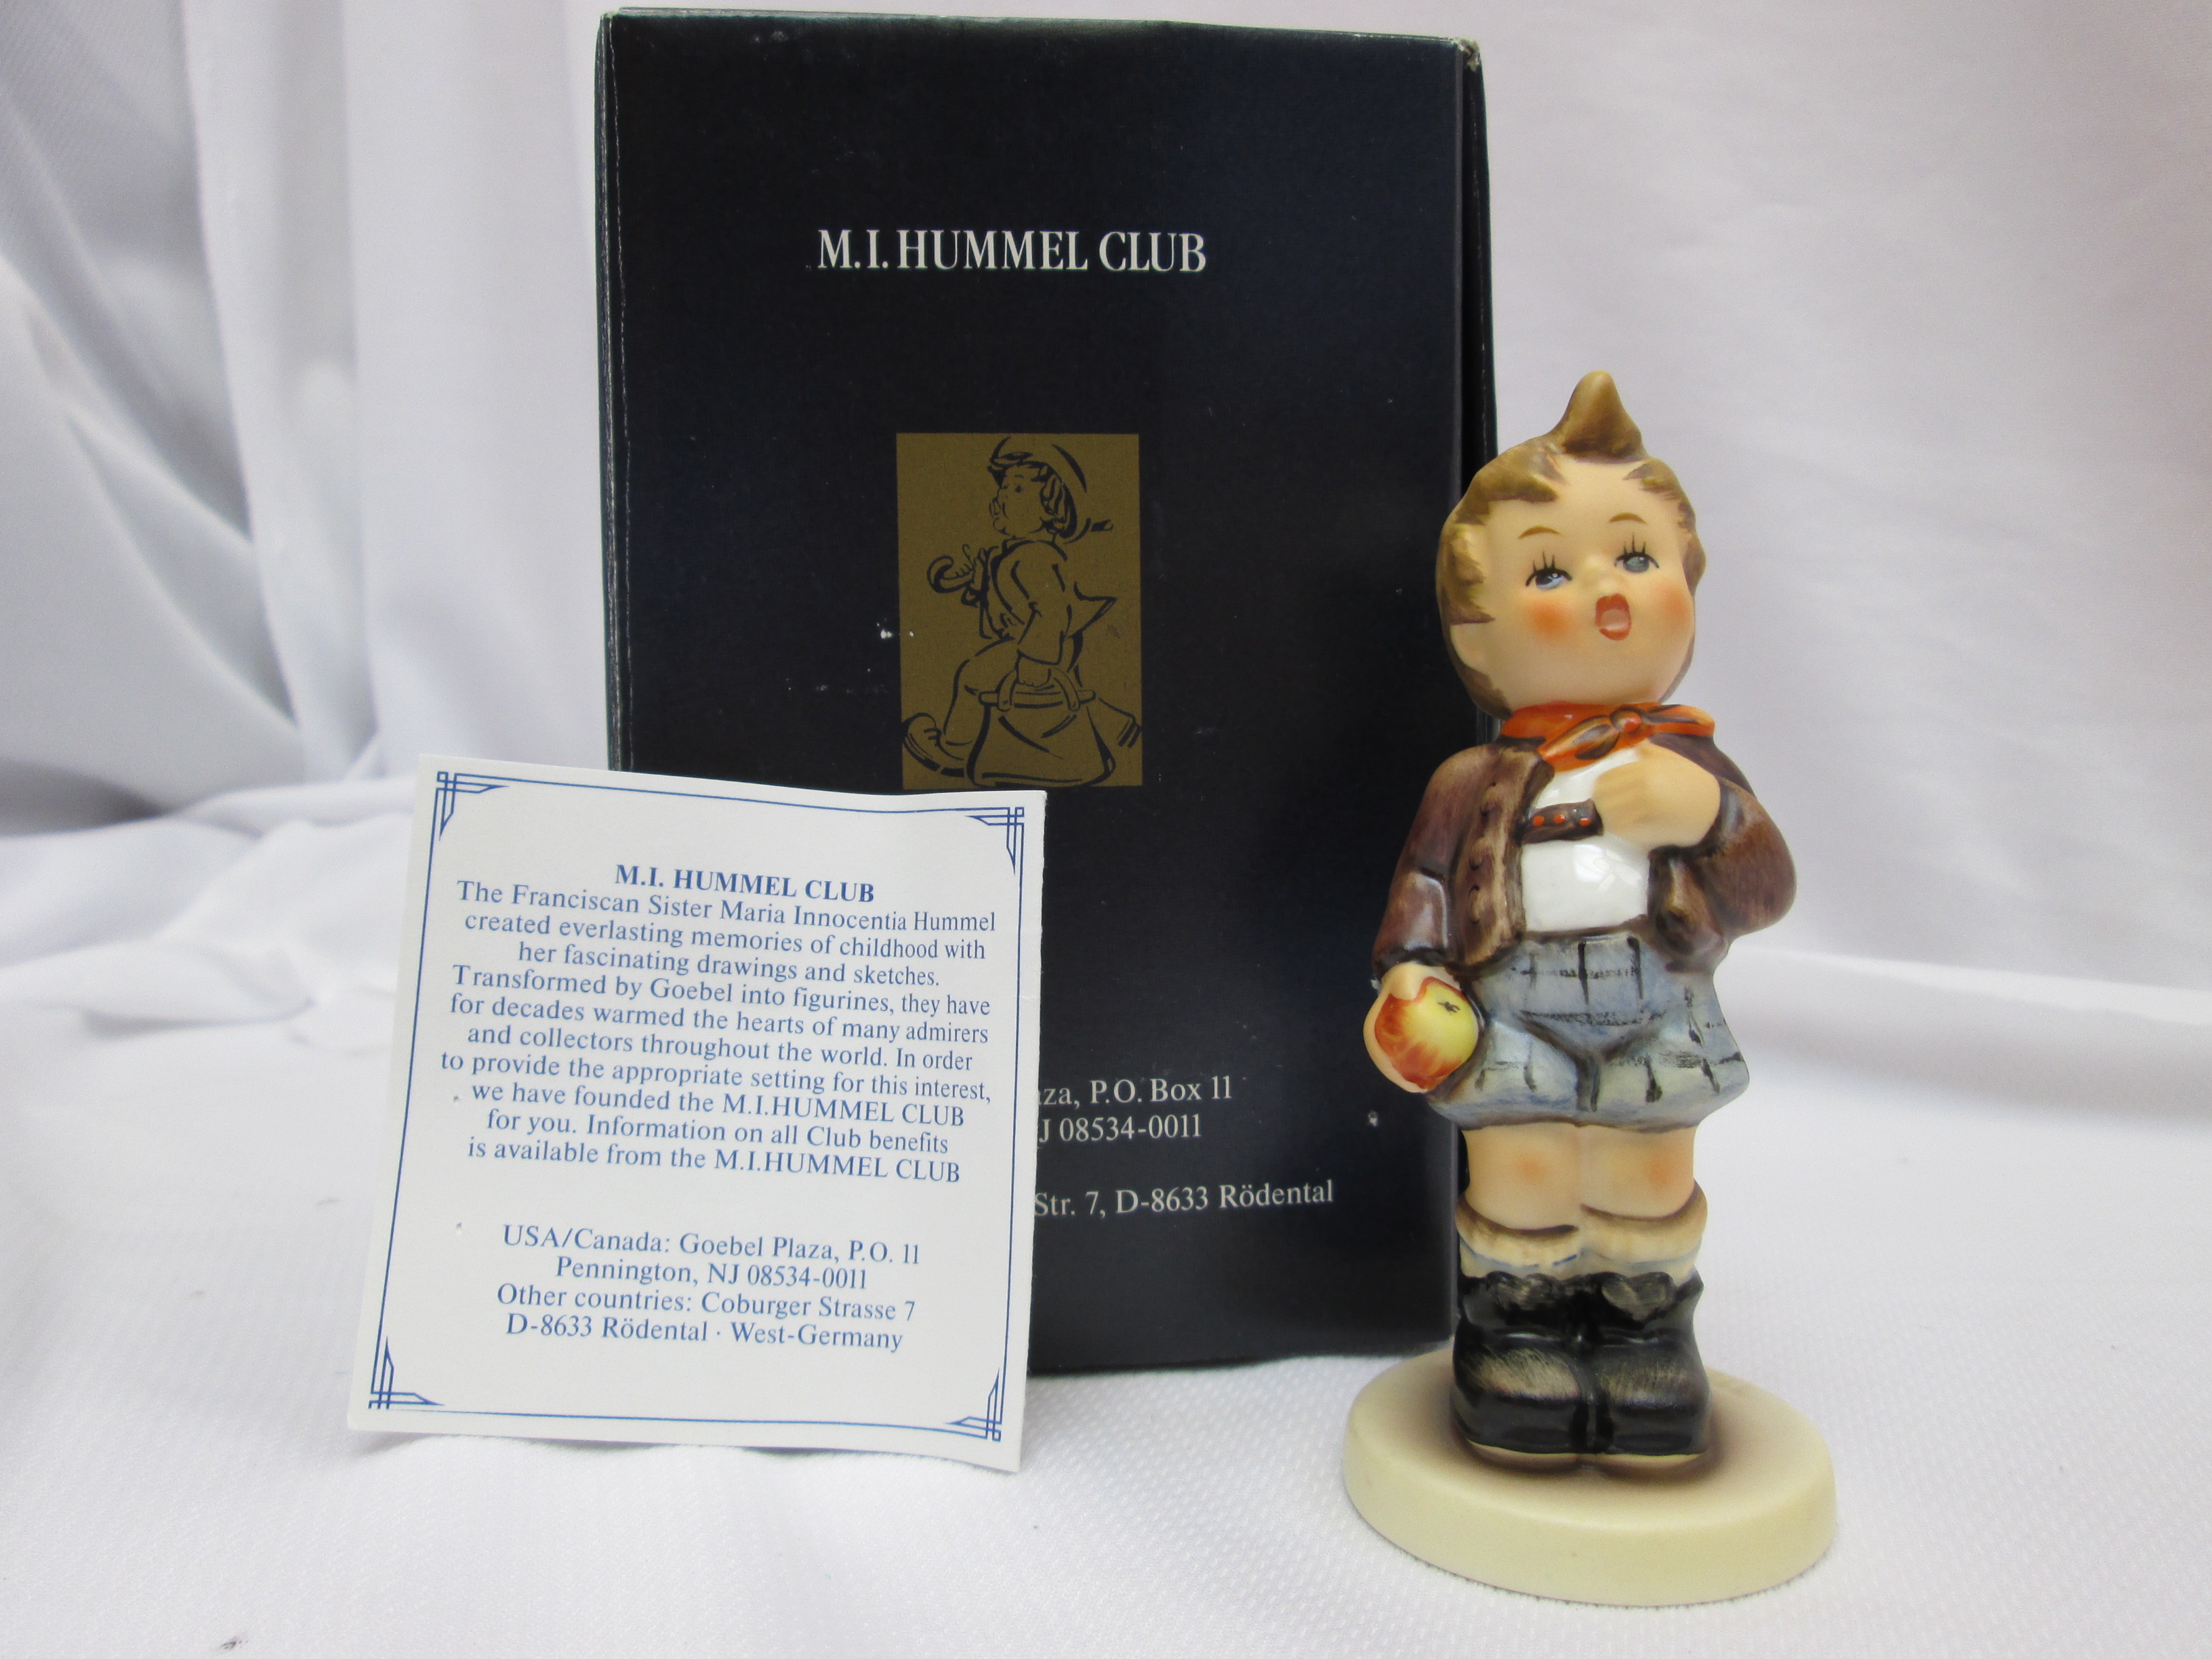 M.I. HUMMEL CLUB
M.I. HUMMEL CLUB
The Franciscan Sister Maria Innocentia Hummel
created everlasting memories of childhood with
her fascinating drawings and sketches.
Transformed by Goebel into figurines, they have
for decades warmed the hearts of many admirers
and collectors throughout the world. In order
to provide the appropriate setting for this interest,
we have founded the M.I.HUMMEL CLUB
for you. Information on all Club benefits
is available from the M.I.HUMMEL CLUB
USA/Canada: Goebel Plaza, P.O. 11
Pennington, NJ 08534-0011
Other countries: Coburger Strasse 7
D-8633 Rödental · West-Germany
P.O. Box 11
08534-0011
Str. 7, D-8633 Rödental